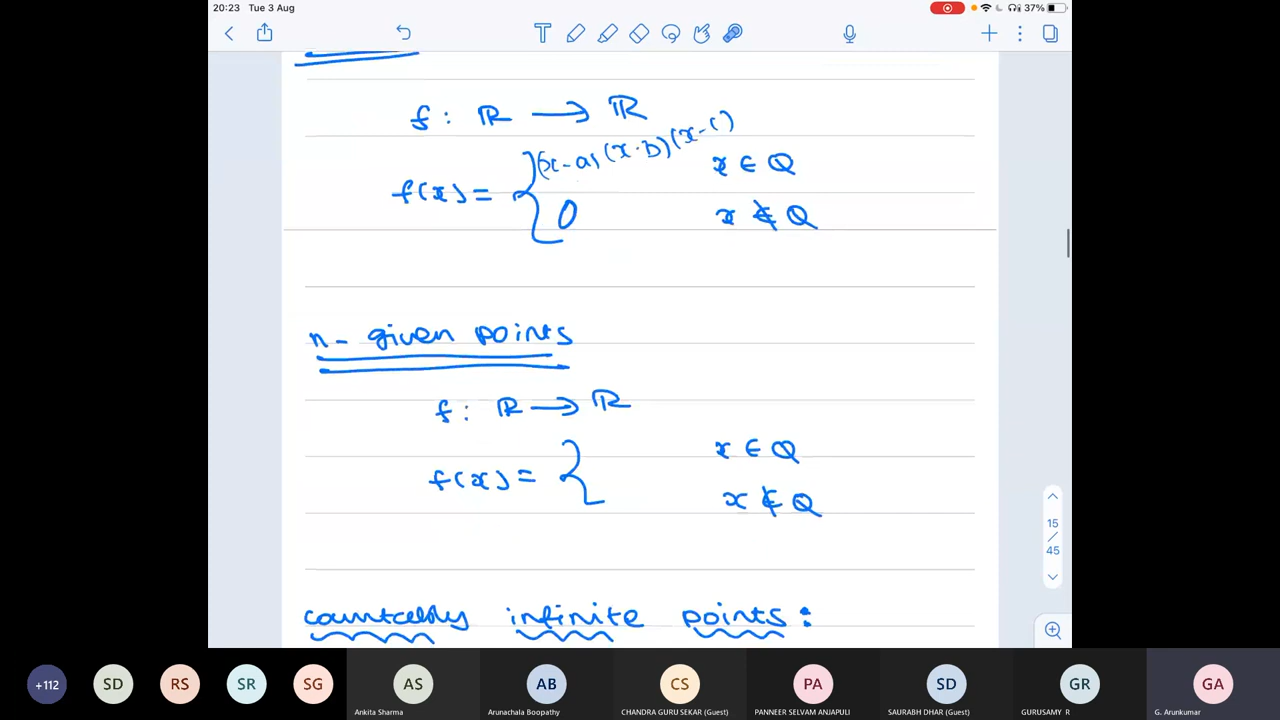 20:23 Tue 3 Aug
37%
f : ℝ ⟶ ℝ
f(x) = { (x-a)(x-b)(x-c) x ∈ ℚ
0 x ∉ ℚ
n- given points
f : ℝ ⟶ ℝ
f(x) = { x ∈ ℚ
x ∉ ℚ
15
/
45
countably infinite points :
+112
SD
RS
SR
SG
AS
AB
CS
PA
SD
GR
GA
Ankita Sharma
Arunachala Boopathy
CHANDRA GURU SEKAR (Guest)
PANNEER SELVAM ANJAPULI
SAURABH DHAR (Guest)
GURUSAMY R
G. Arunkumar